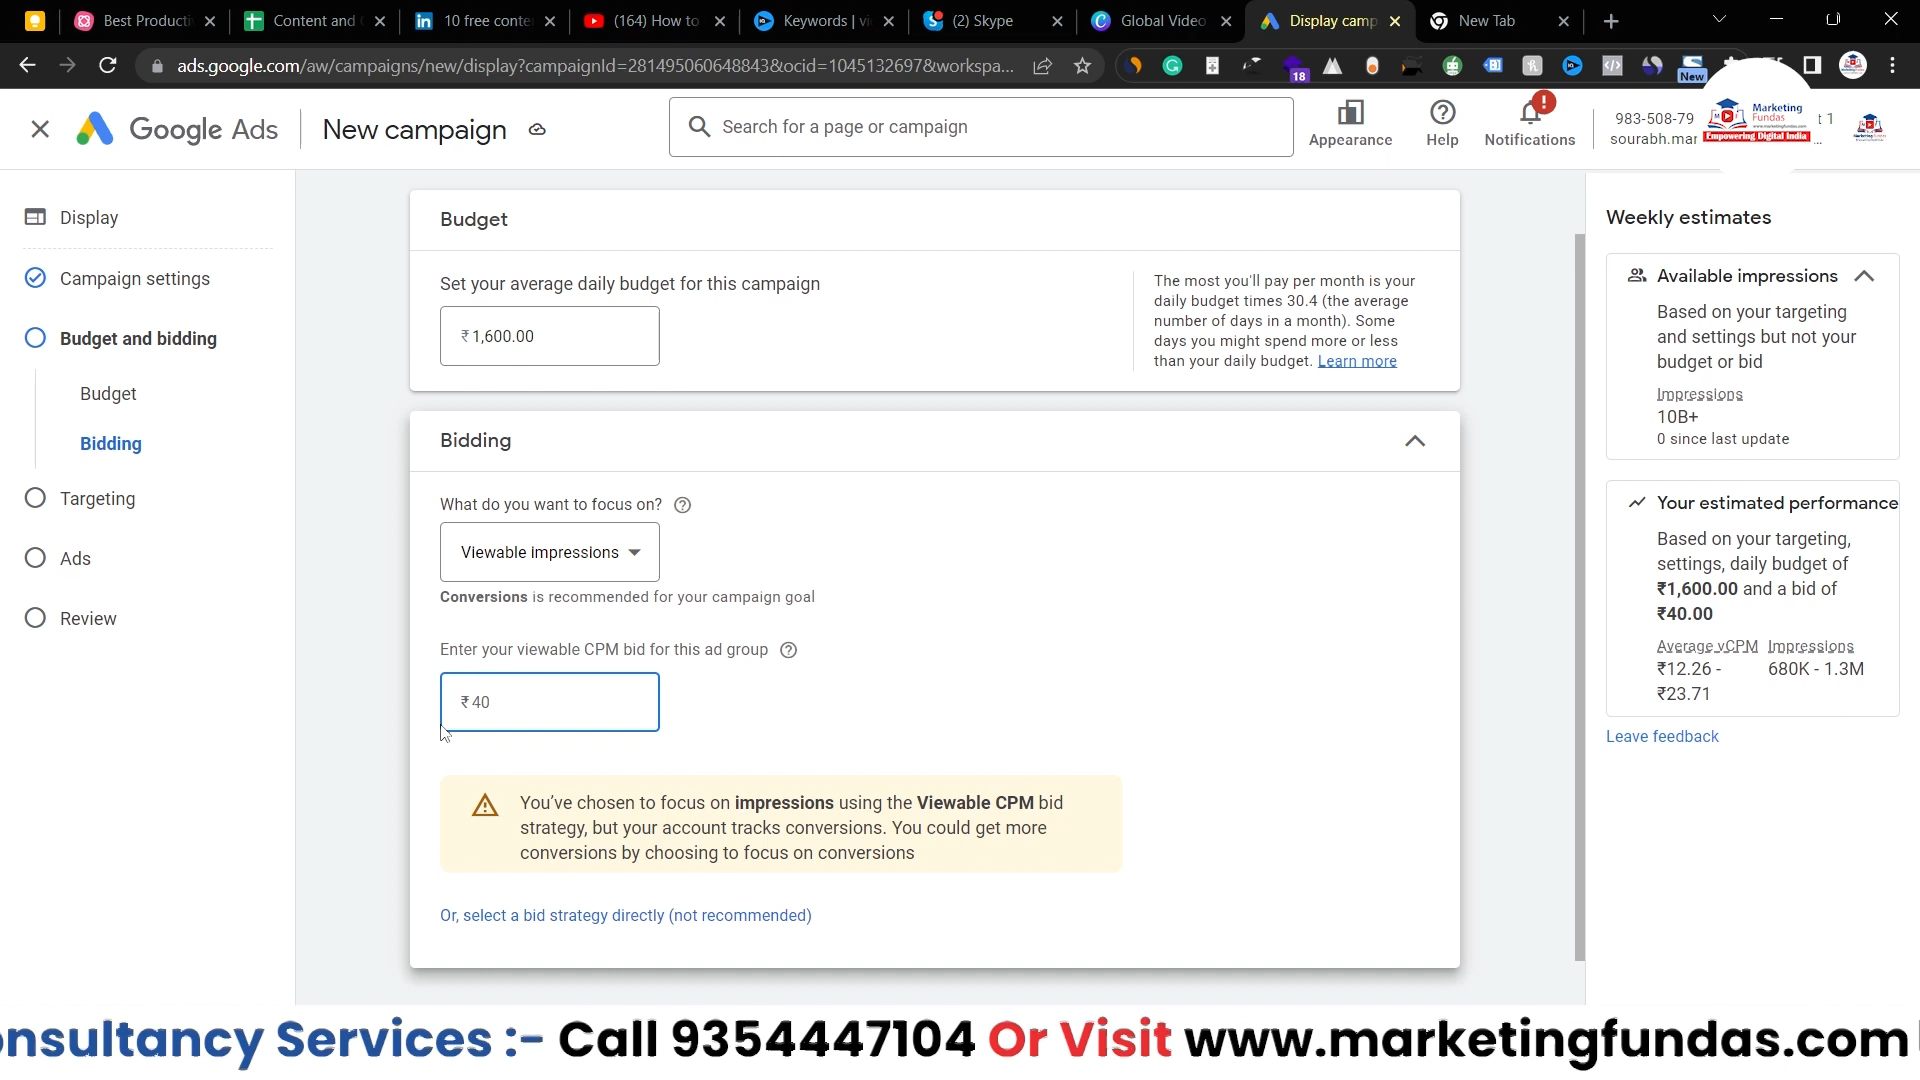 Best Producti
Content and
10 free conte
(164) How to
Keywords | vi
(2) Skype
Global Video
Display camp
New Tab
ads.google.com/aw/campaigns/new/display?campaignId=281495060648843&ocid=1045132697&workspa...
18
New
Google Ads
New campaign
Search for a page or campaign
Appearance
Help
Notifications
983-508-79
t 1
sourabh.mar
...
Marketing
Fundas
Empowering Digital India
Display
Campaign settings
Budget and bidding
Budget
Bidding
Targeting
Ads
Review
Budget
Set your average daily budget for this campaign
₹1,600.00
The most you'll pay per month is your
daily budget times 30.4 (the average
number of days in a month). Some
days you might spend more or less
than your daily budget. Learn more
Bidding
What do you want to focus on?
Viewable impressions
Conversions is recommended for your campaign goal
Enter your viewable CPM bid for this ad group
₹40
You've chosen to focus on impressions using the Viewable CPM bid
strategy, but your account tracks conversions. You could get more
conversions by choosing to focus on conversions
Or, select a bid strategy directly (not recommended)
Weekly estimates
Available impressions
Based on your targeting
and settings but not your
budget or bid
Impressions
10B+
0 since last update
Your estimated performance
Based on your targeting,
settings, daily budget of
₹1,600.00 and a bid of
₹40.00
Average vCPM Impressions
₹12.26 - 680K - 1.3M
₹23.71
Leave feedback
onsultancy Services :- Call 9354447104 Or Visit www.marketingfundas.com